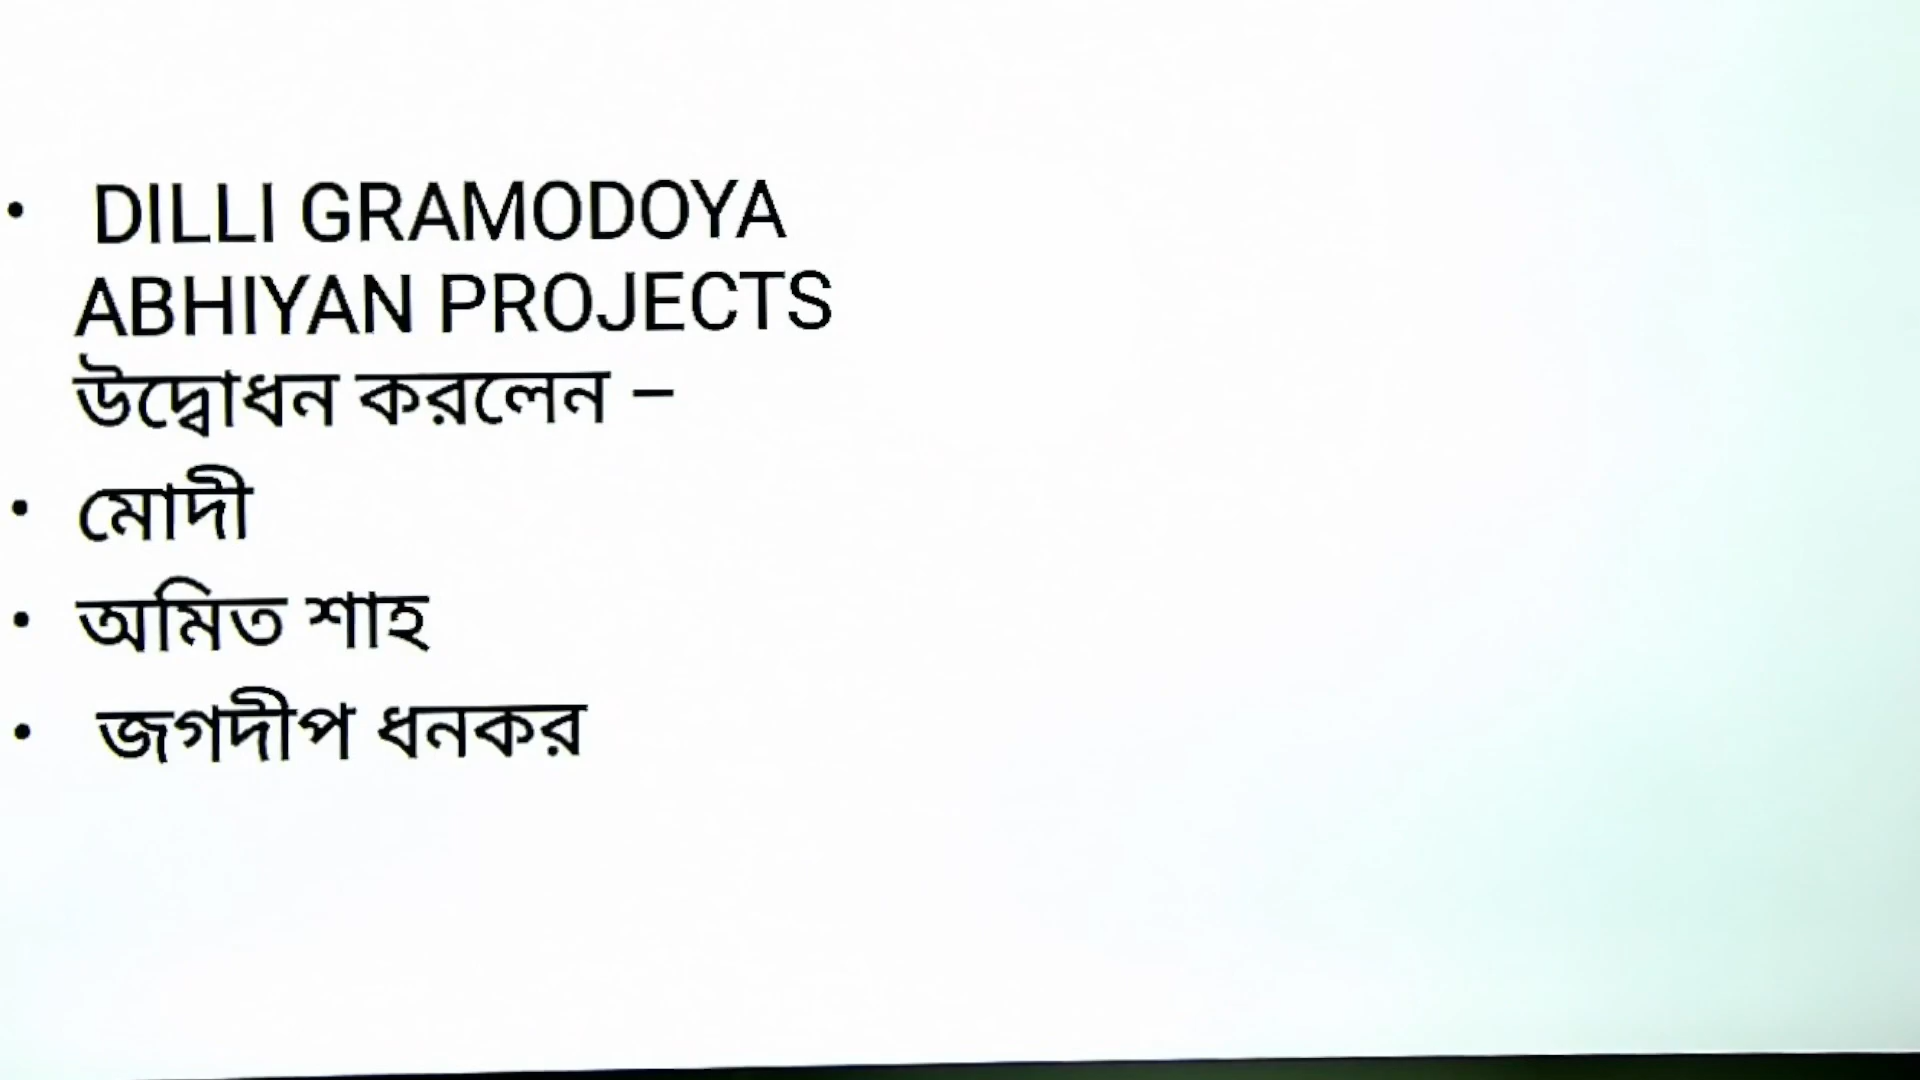 • DILLI GRAMODOYA
ABHIYAN PROJECTS
উদ্বোধন করলেন –
• মোদী
• অমিত শাহ
• জগদীপ ধনকর